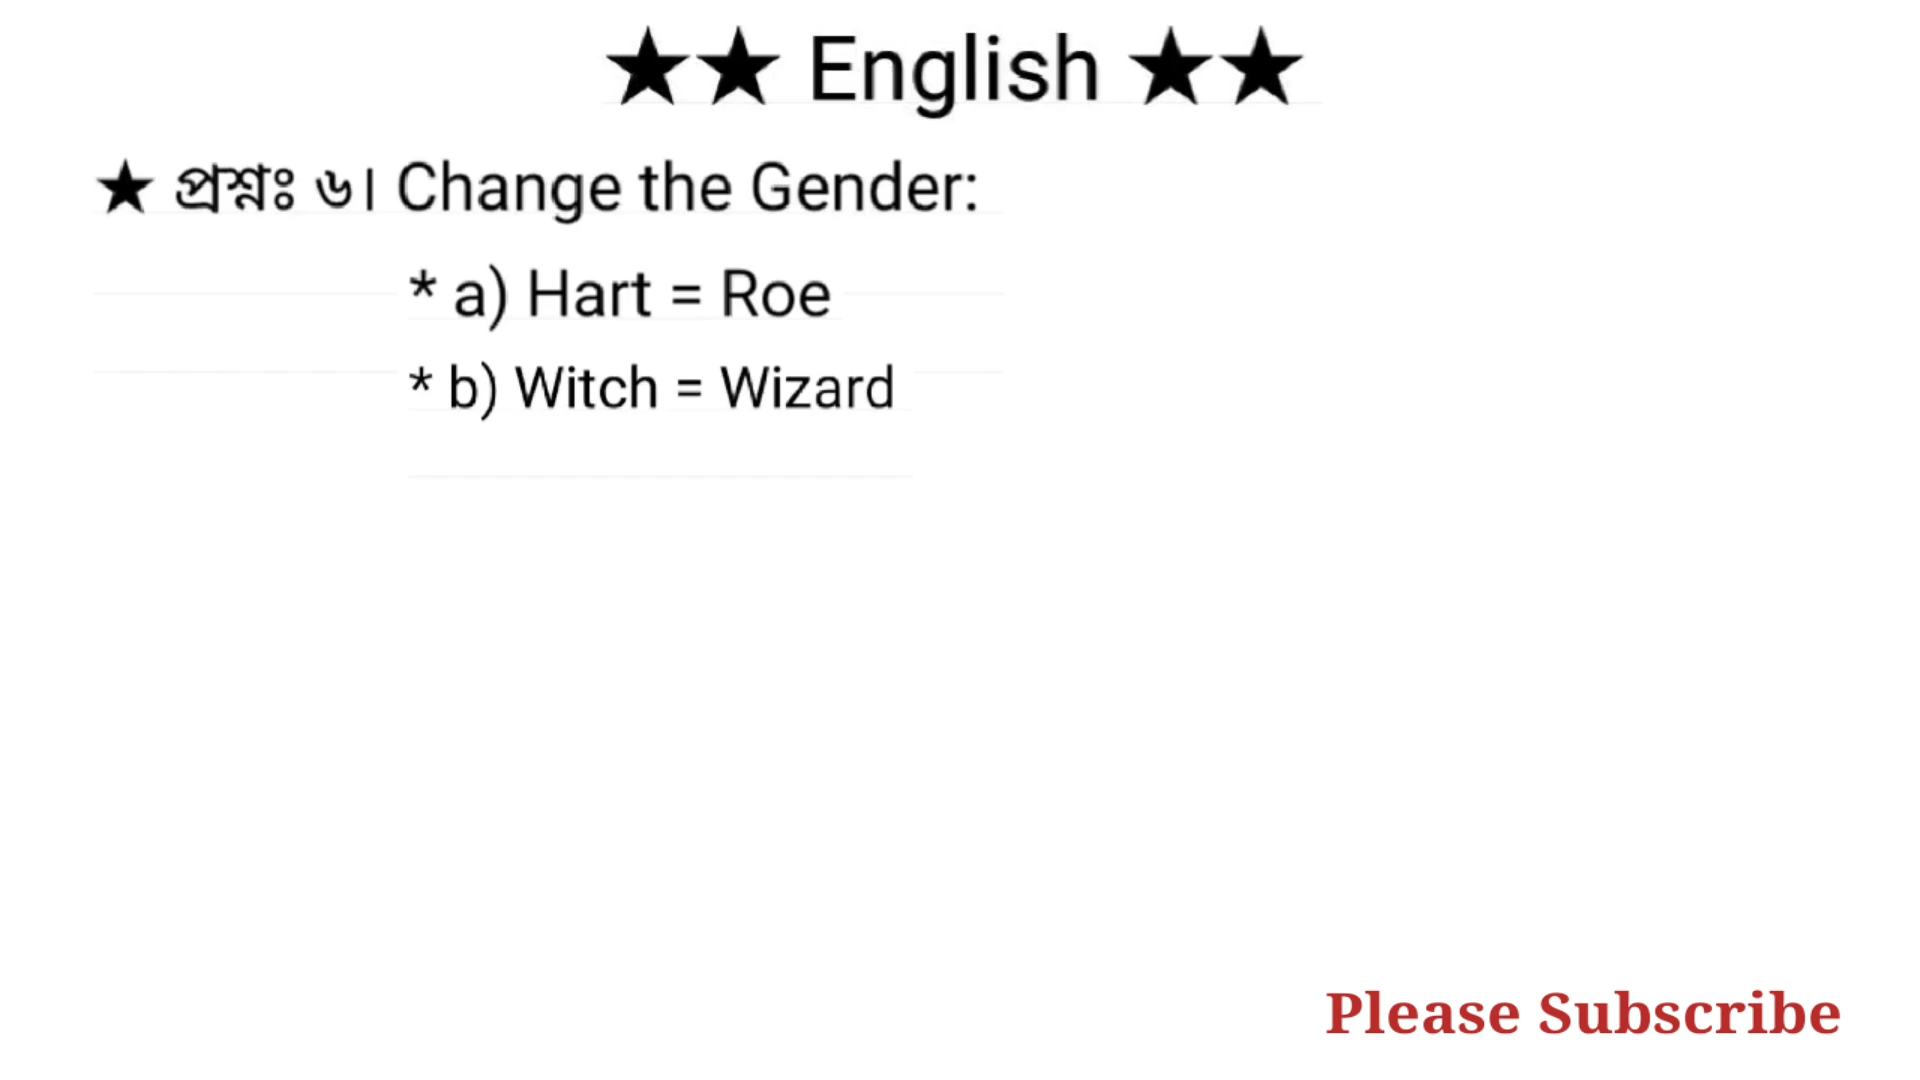 ★★ English ★★
★ প্রশ্নঃ ৬। Change the Gender:
* a) Hart = Roe
* b) Witch = Wizard
Please Subscribe